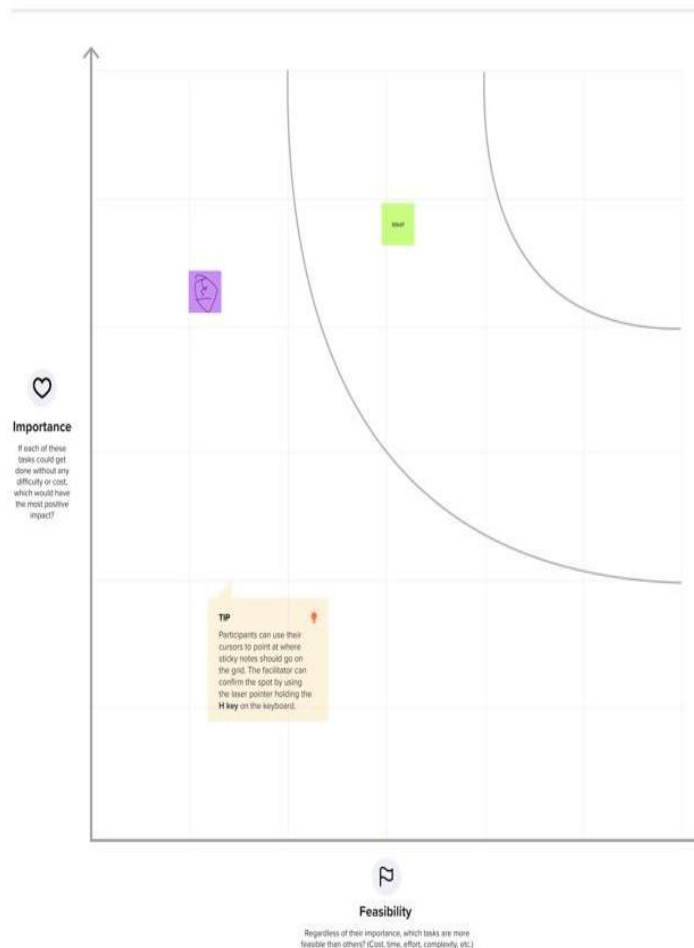 Importance
If each of these
tasks could get
done without any
difficulty or cost,
which would have
the most positive
impact?
TIP
Participants can use their
cursors to point at where
sticky notes should go on
the grid. The facilitator can
confirm the spot by using
the laser pointer holding the
H key on the keyboard.
Feasibility
Regardless of their importance, which tasks are more
feasible than others? (Cost, time, effort, complexity, etc.)